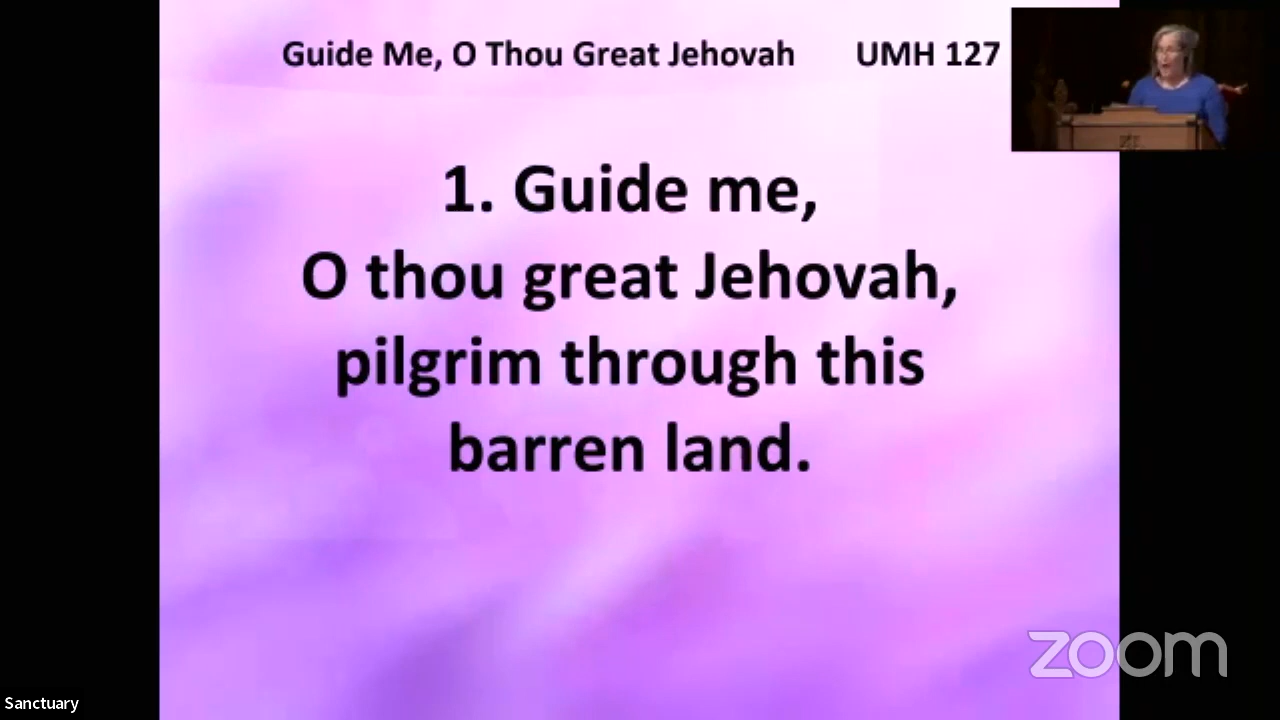 Guide Me, O Thou Great Jehovah UMH 127
1. Guide me,
O thou great Jehovah,
pilgrim through this
barren land.
zoom
Sanctuary